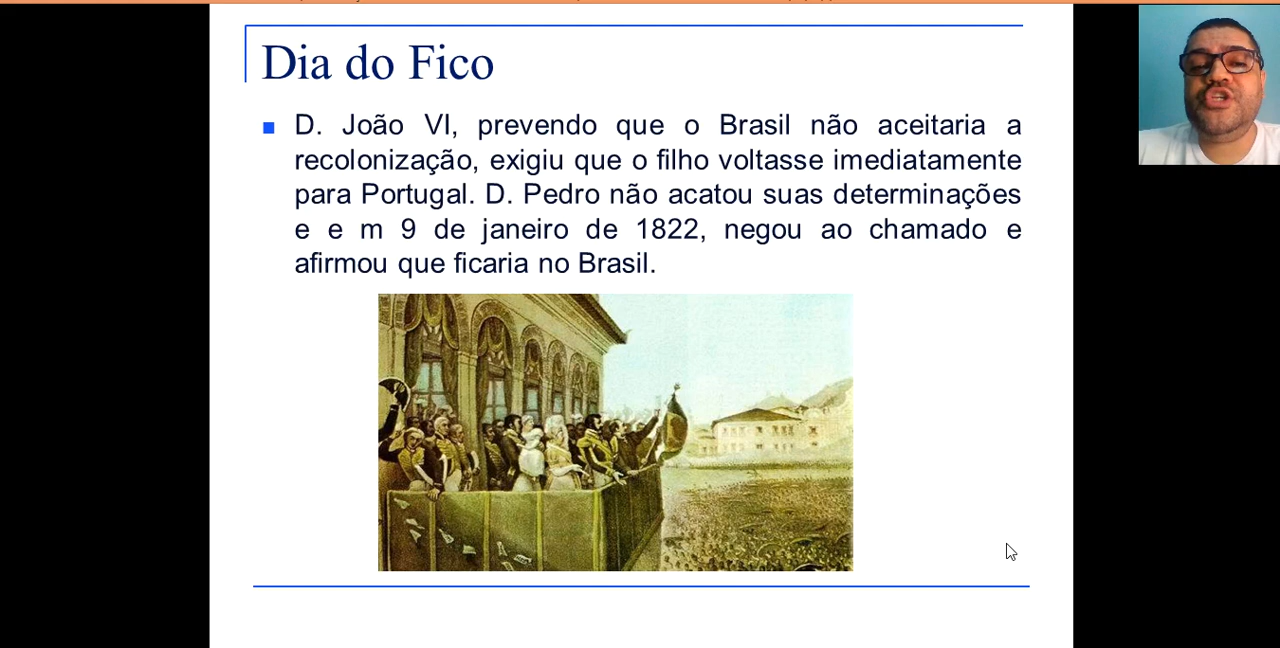 Dia do Fico
D. João VI, prevendo que o Brasil não aceitaria a
recolonização, exigiu que o filho voltasse imediatamente
para Portugal. D. Pedro não acatou suas determinações
e e m 9 de janeiro de 1822, negou ao chamado e
afirmou que ficaria no Brasil.